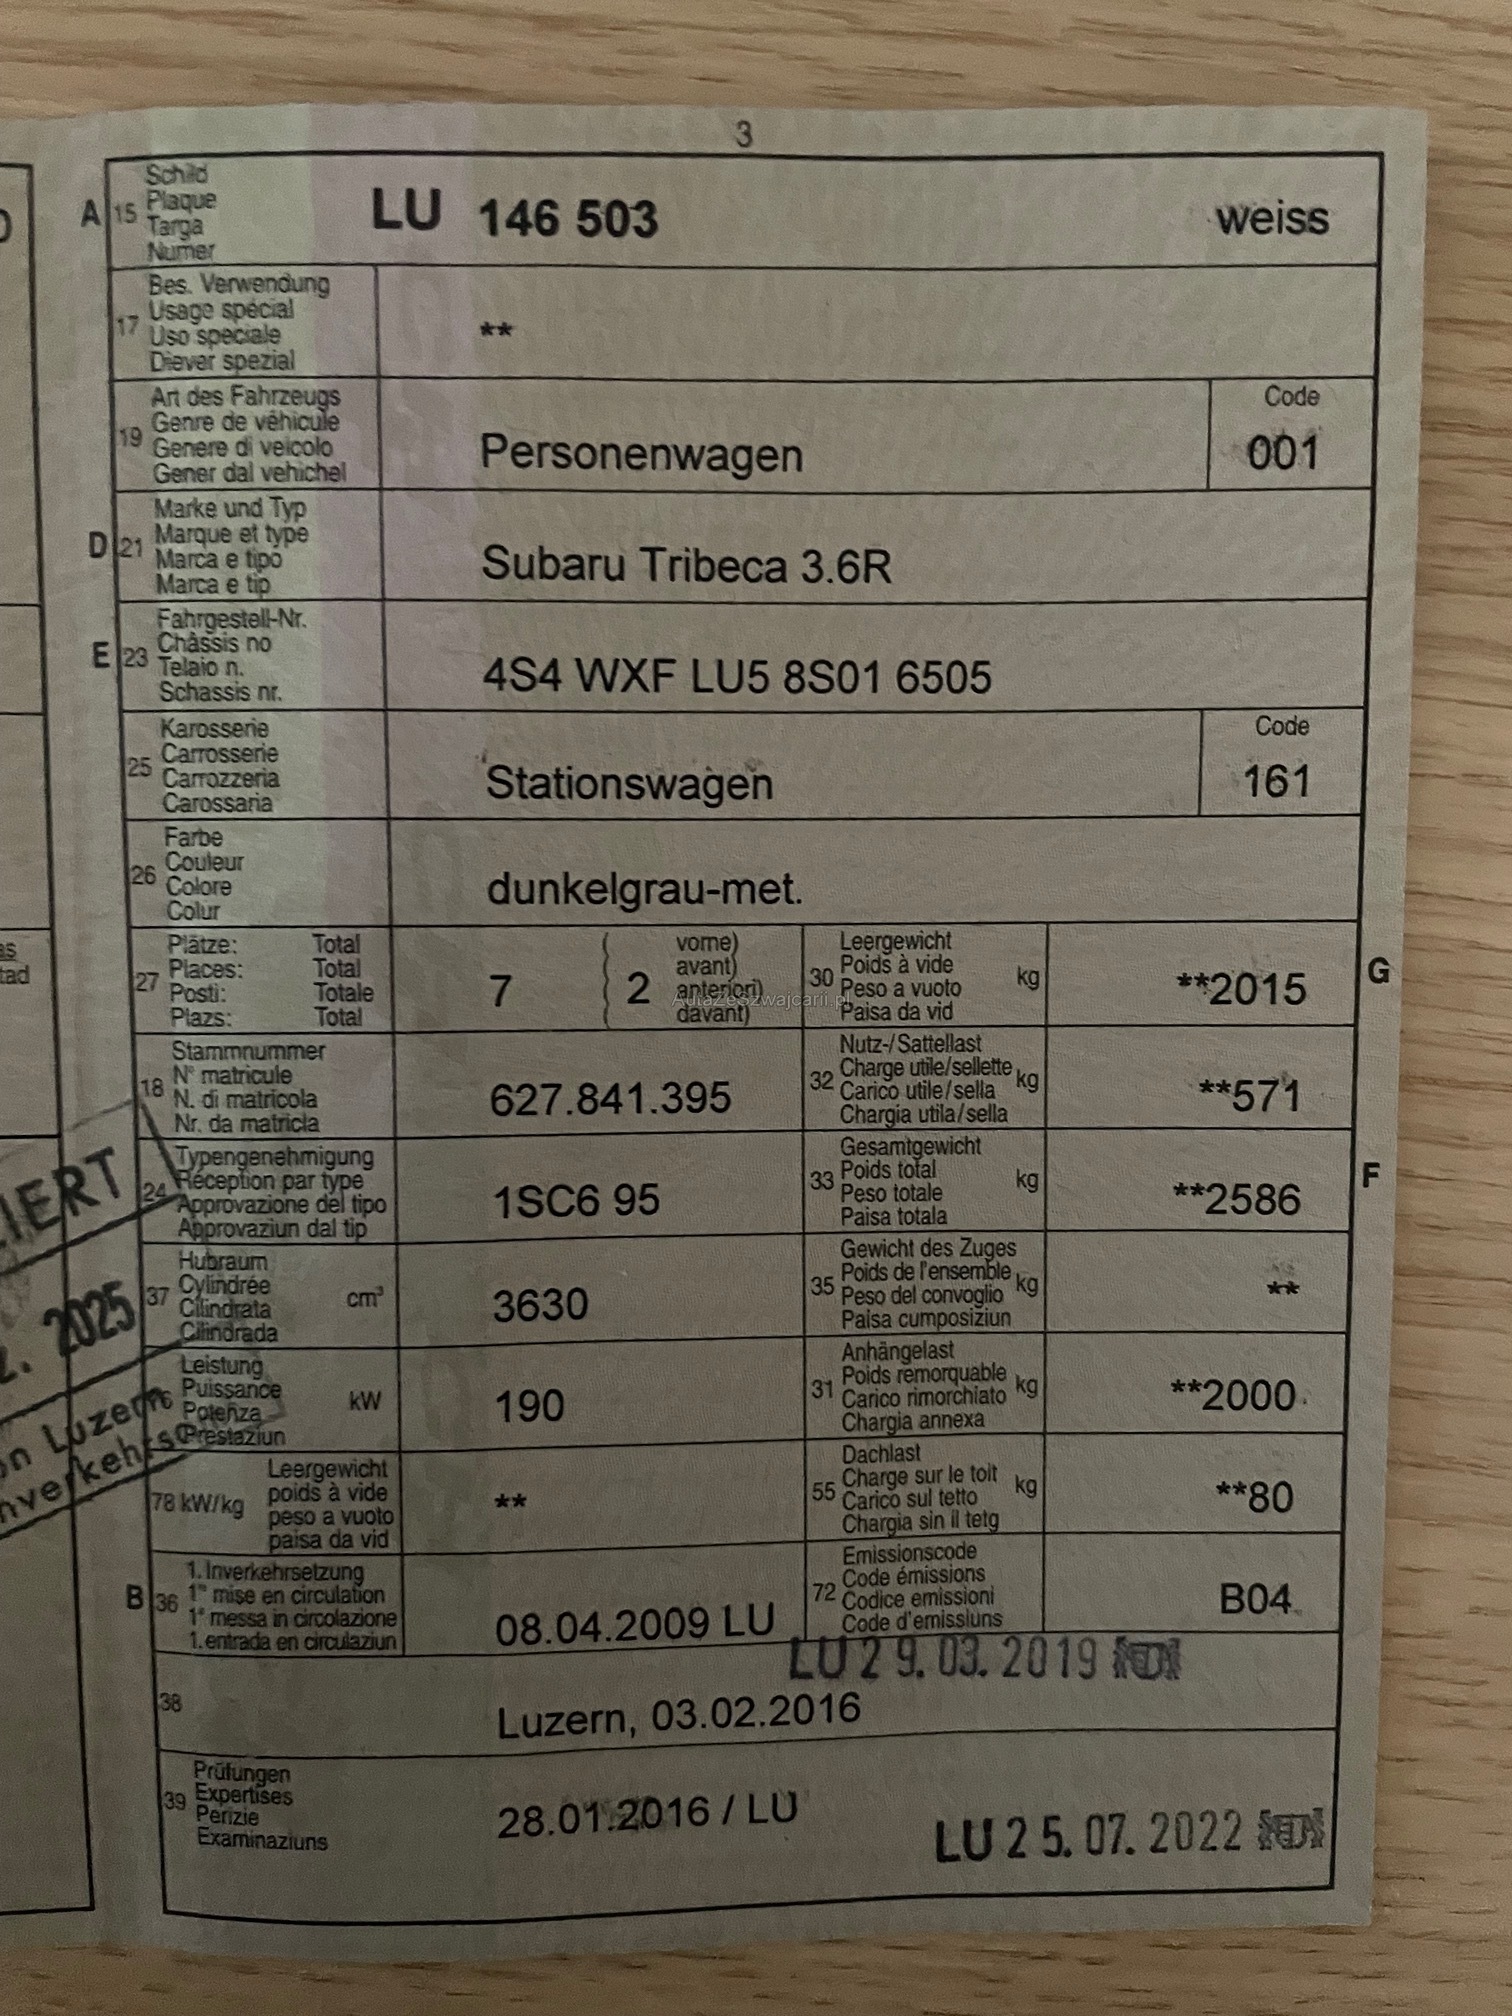 3
A 15 Schild
Plaque
Targa
Numer
LU 146 503 weiss
17 Bes. Verwendung
Usage spécial
Uso speciale
Diever spezial
**
19 Art des Fahrzeugs
Genre de véhicule
Genere di veicolo
Gener dal vehichel
Personenwagen
Code
001
D 21 Marke und Typ
Marque et type
Marca e tipo
Marca e tip
Subaru Tribeca 3.6R
E 23 Fahrgestell-Nr.
Châssis no
Telaio n.
Schassis nr.
4S4 WXF LU5 8S01 6505
25 Karosserie
Carrosserie
Carrozzeria
Carossaria
Stationswagen
Code
161
26 Farbe
Couleur
Colore
Colur
dunkelgrau-met.
27 Plätze: Total
Places: Total
Posti: Totale
Plazs: Total
7 ( 2 vorne)
avant)
anteriori)
davant)
30 Leergewicht
Poids à vide
Peso a vuoto
Paisa da vid
kg
**2015
G
AutaZeSzwajcarii.pl
18 Stammnummer
N° matricule
N. di matricola
Nr. da matricla
627.841.395
32 Nutz-/Sattellast
Charge utile/sellette
Carico utile/sella
Chargia utila/sella
kg
**571
24 Typengenehmigung
Réception par type
Approvazione del tipo
Approvaziun dal tip
1SC6 95
33 Gesamtgewicht
Poids total
Peso totale
Paisa totala
kg
**2586
F
37 Hubraum
Cylindrée
Cilindrata
Cilindrada
cm³
3630
35 Gewicht des Zuges
Poids de l'ensemble
Peso del convoglio
Paisa cumposiziun
kg
**
Leistung
Puissance
Potenza
Prestaziun
kW
190
31 Anhängelast
Poids remorquable
Carico rimorchiato
Chargia annexa
kg
**2000
78 kW/kg Leergewicht
poids à vide
peso a vuoto
paisa da vid
**
55 Dachlast
Charge sur le toit
Carico sul tetto
Chargia sin il tetg
kg
**80
B 36 1. Inverkehrsetzung
1re mise en circulation
1a messa in circolazione
1. entrada en circulaziun
08.04.2009 LU
72 Emissionscode
Code émissions
Codice emissioni
Code d'emissiuns
B04
LU 29.03.2019
38
Luzern, 03.02.2016
39 Prüfungen
Expertises
Perizie
Examinaziuns
28.01.2016 / LU
LU 25.07.2022
IERT
2025
on Luzern
nverkehrs
tad